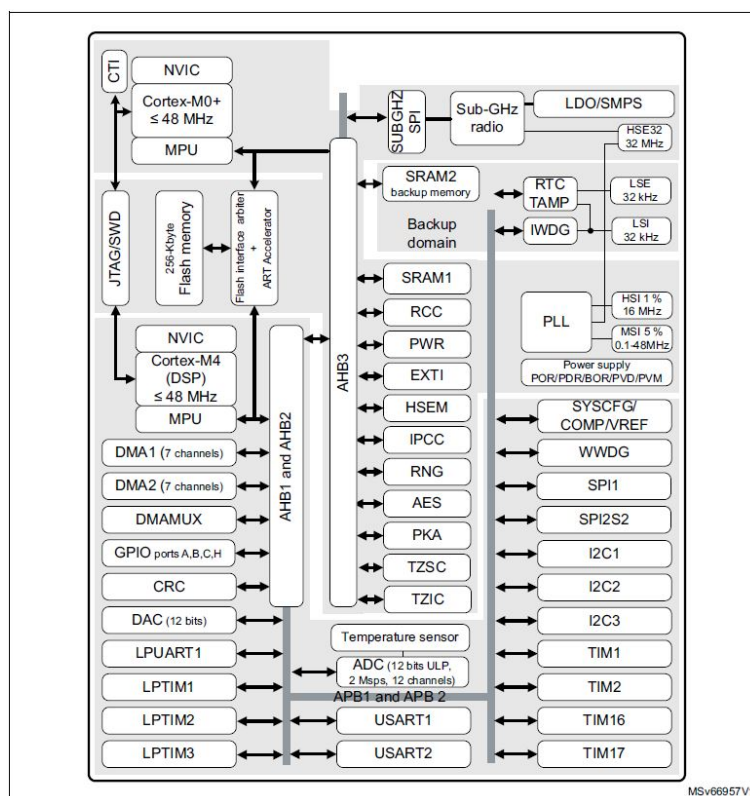 CTI
NVIC
Cortex-M0+
≤ 48 MHz
MPU
SUBGHZ
SPI
Sub-GHz
radio
LDO/SMPS
HSE32
32 MHz
SRAM2
backup memory
RTC
TAMP
LSE
32 kHz
Backup
domain
IWDG
LSI
32 kHz
JTAG/SWD
256-Kbyte
Flash memory
Flash interface arbiter
+
ART Accelerator
AHB3
SRAM1
RCC
PWR
EXTI
HSEM
IPCC
RNG
AES
PKA
TZSC
TZIC
PLL
HSI 1 %
16 MHz
MSI 5 %
0.1-48MHz
Power supply
POR/PDR/BOR/PVD/PVM
NVIC
Cortex-M4
(DSP)
≤ 48 MHz
MPU
AHB1 and AHB2
DMA1 (7 channels)
DMA2 (7 channels)
DMAMUX
GPIO ports A,B,C,H
CRC
DAC (12 bits)
LPUART1
LPTIM1
LPTIM2
LPTIM3
Temperature sensor
ADC (12 bits ULP,
2 Msps, 12 channels)
APB1 and APB 2
USART1
USART2
SYSCFG/
COMP/VREF
WWDG
SPI1
SPI2S2
I2C1
I2C2
I2C3
TIM1
TIM2
TIM16
TIM17
MSv66957V